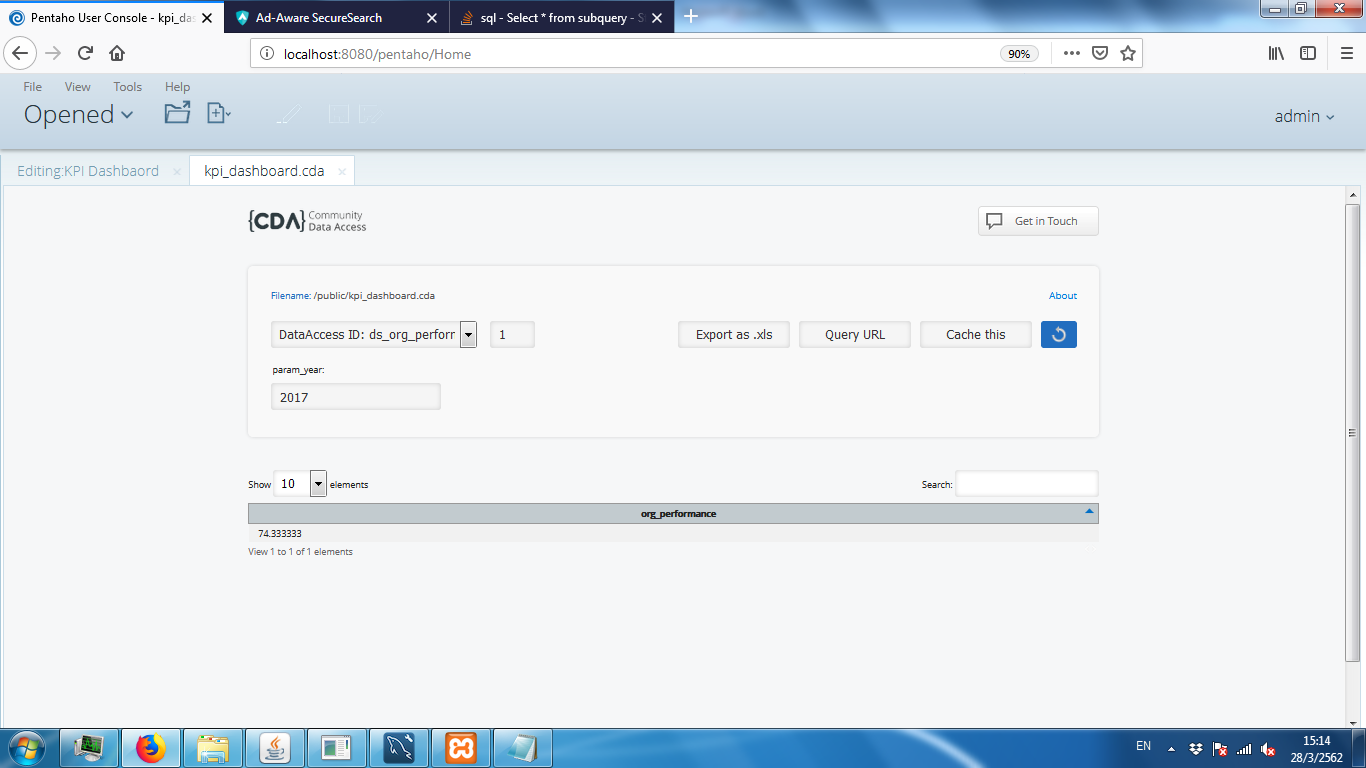 Pentaho User Console - kpi_das
Ad-Aware SecureSearch
sql - Select * from subquery - S
localhost:8080/pentaho/Home
90%
File View Tools Help
Opened
admin
Editing:KPI Dashbaord
kpi_dashboard.cda
{CDA} Community
Data Access
Get in Touch
Filename: /public/kpi_dashboard.cda
About
DataAccess ID: ds_org_perforr
1
Export as .xls
Query URL
Cache this
param_year:
2017
Show 10 elements
Search:
org_performance
74.333333
View 1 to 1 of 1 elements
EN
15:14
28/3/2562